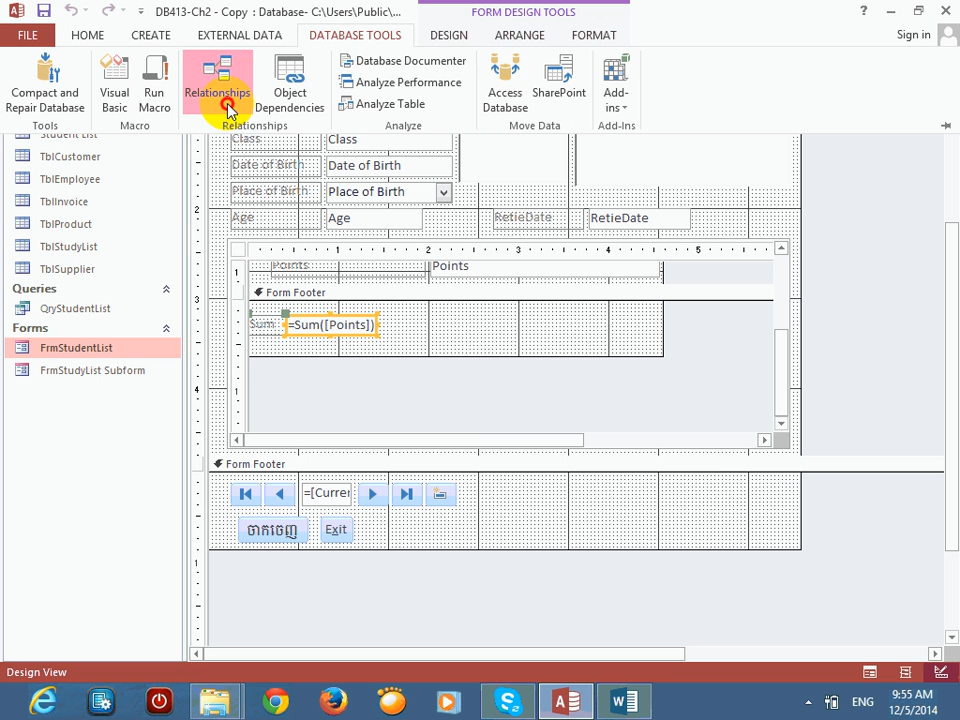 DB413-Ch2 - Copy : Database- C:\Users\Public\...
FORM DESIGN TOOLS
FILE
HOME
CREATE
EXTERNAL DATA
DATABASE TOOLS
DESIGN
ARRANGE
FORMAT
Sign in
Compact and
Repair Database
Visual
Basic
Run
Macro
Relationships
Object
Dependencies
Database Documenter
Analyze Performance
Analyze Table
Access
Database
SharePoint
Add-
ins
Tools
Macro
Relationships
Analyze
Move Data
Add-Ins
Student List
TblCustomer
TblEmployee
TblInvoice
TblProduct
TblStudyList
TblSupplier
Queries
QryStudentList
Forms
FrmStudentList
FrmStudyList Subform
Class
Class
Date of Birth
Date of Birth
Place of Birth
Place of Birth
Age
Age
RetieDate
RetieDate
Points
Points
Form Footer
Sum
=Sum([Points])
Form Footer
=[Currer
ចាកចេញ
Exit
Design View
ENG
9:55 AM
12/5/2014